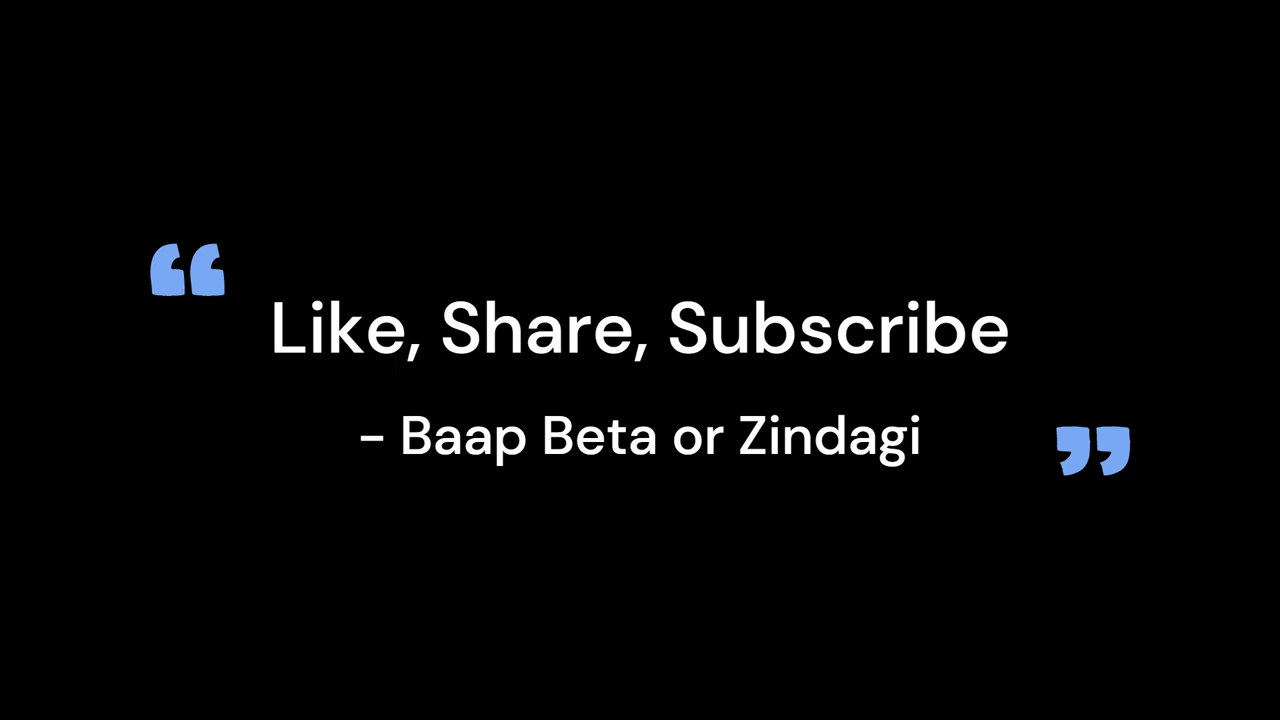 “
Like, Share, Subscribe
- Baap Beta or Zindagi
”